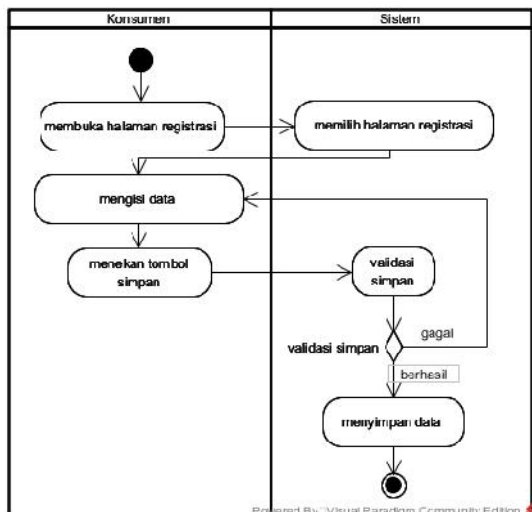 Konsumen
Sistem
membuka halaman registrasi
memilih halaman registrasi
mengisi data
menekan tombol
simpan
validasi
simpan
gagal
validasi simpan
berhasil
menyimpan data
Powered By Visual Paradigm Community Edition